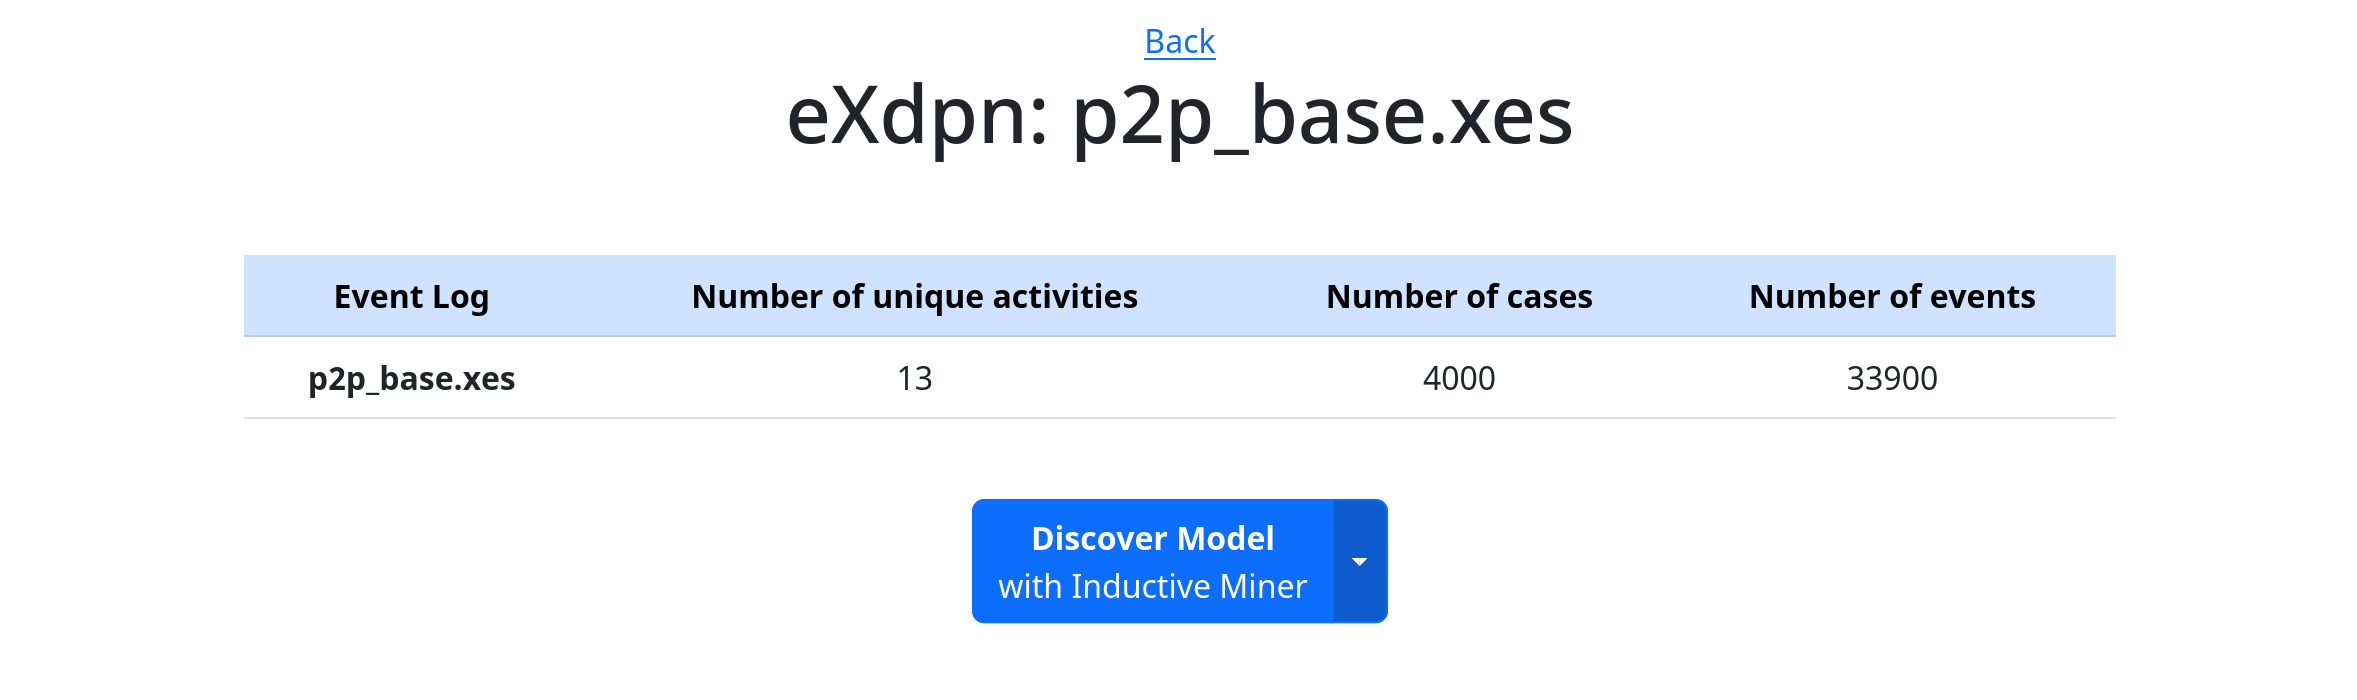 Back
eXdpn: p2p_base.xes
Event Log Number of unique activities Number of cases Number of events
p2p_base.xes 13 4000 33900
Discover Model
with Inductive Miner